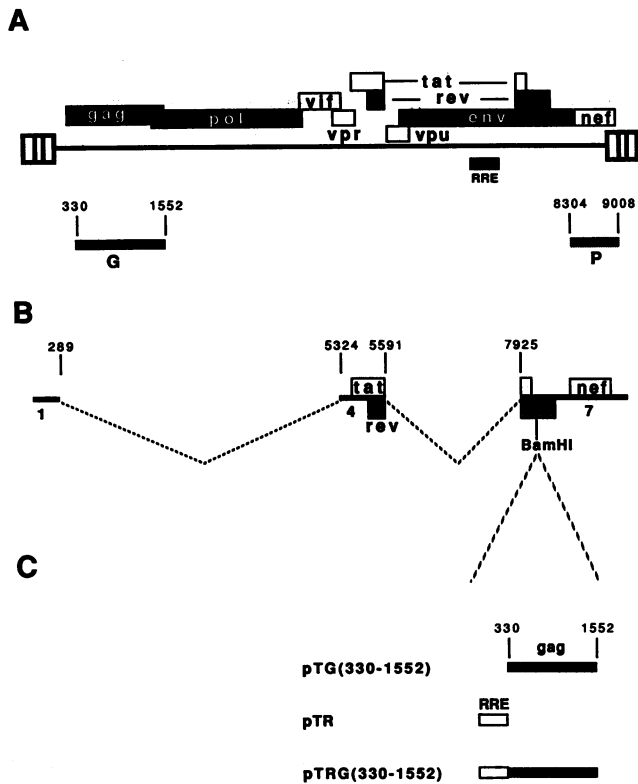 A
tat
vif
rev
gag
pol
env
nef
vpr
vpu
RRE
330 1552
8304 9008
G
P
B
289
5324 5591
7925
tat
nef
1
4
7
rev
BamHI
C
330 1552
gag
pTG(330-1552)
RRE
pTR
pTRG(330-1552)